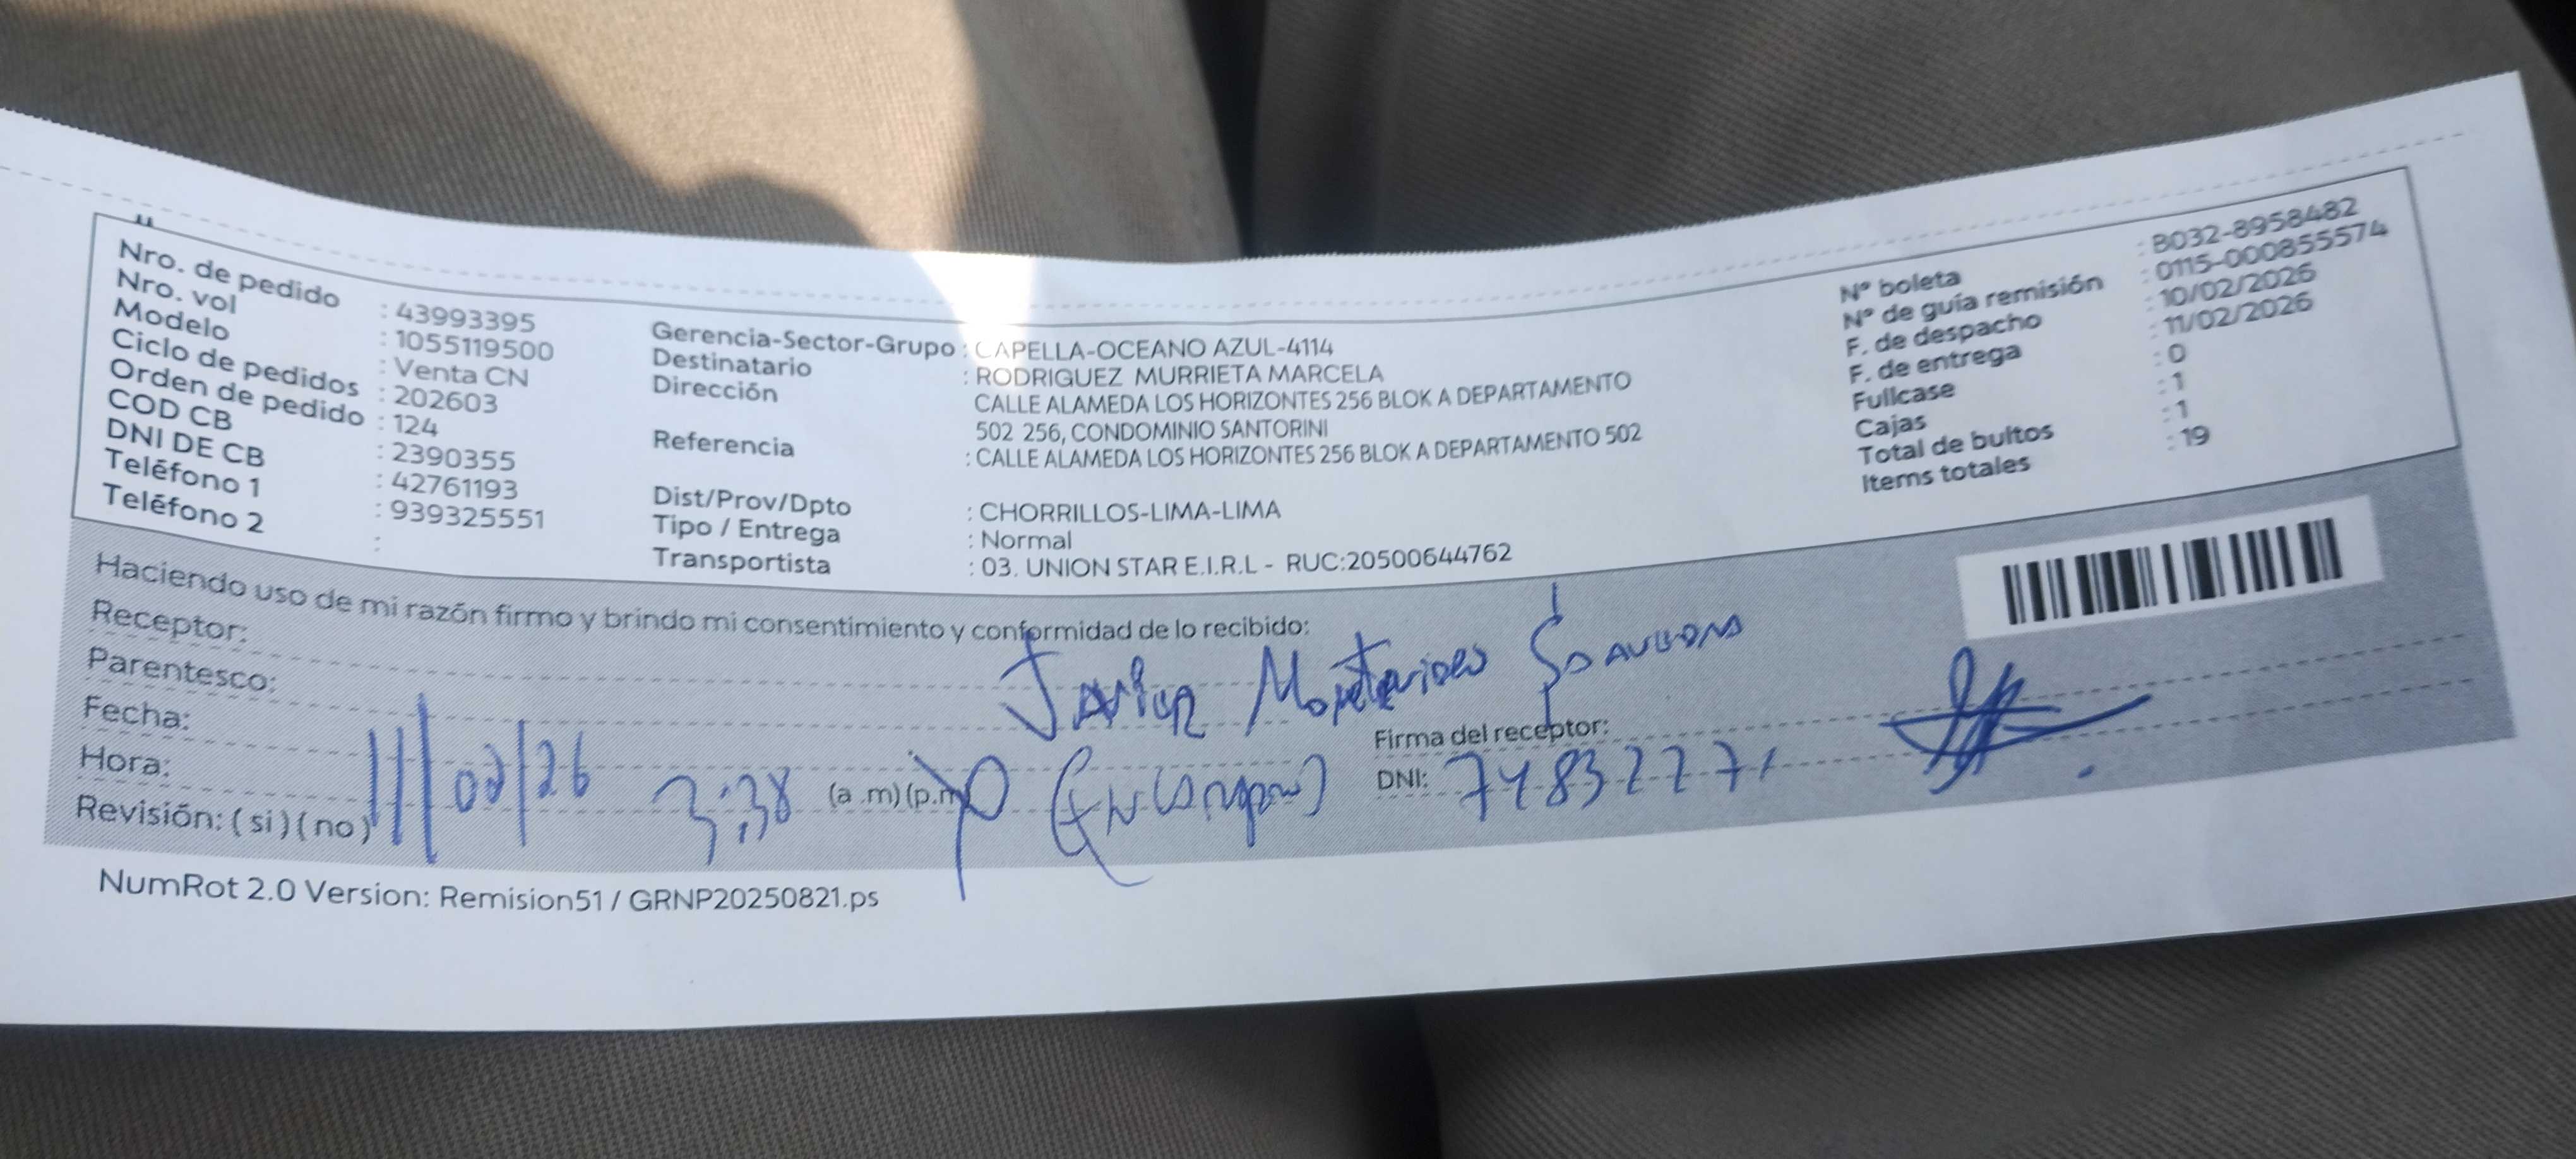 Nro. de pedido : 43993395
Nro. vol : 1055119500
Modelo : Venta CN
Ciclo de pedidos : 202603
Orden de pedido : 124
COD CB : 2390355
DNI DE CB : 42761193
Teléfono 1 : 939325551
Teléfono 2 :
Gerencia-Sector-Grupo : CAPELLA-OCEANO AZUL-4114
Destinatario : RODRIGUEZ MURRIETA MARCELA
Dirección CALLE ALAMEDA LOS HORIZONTES 256 BLOK A DEPARTAMENTO
502 256, CONDOMINIO SANTORINI
Referencia : CALLE ALAMEDA LOS HORIZONTES 256 BLOK A DEPARTAMENTO 502
Dist/Prov/Dpto : CHORRILLOS-LIMA-LIMA
Tipo / Entrega : Normal
Transportista : 03. UNION STAR E.I.R.L - RUC:20500644762
N° boleta : B032-8958482
N° de guía remisión : 0115-000855574
F. de despacho : 10/02/2026
F. de entrega : 11/02/2026
Fullcase : 0
Cajas : 1
Total de bultos : 1
Items totales : 19
Haciendo uso de mi razón firmo y brindo mi consentimiento y conformidad de lo recibido:
Receptor: Javier
Parentesco:
Fecha: 11/02/26
Hora: 3:38 (a .m) (p.m)
Revisión: ( si ) ( no )
Firma del receptor:
DNI: 74832271
NumRot 2.0 Version: Remision51 / GRNP20250821.ps